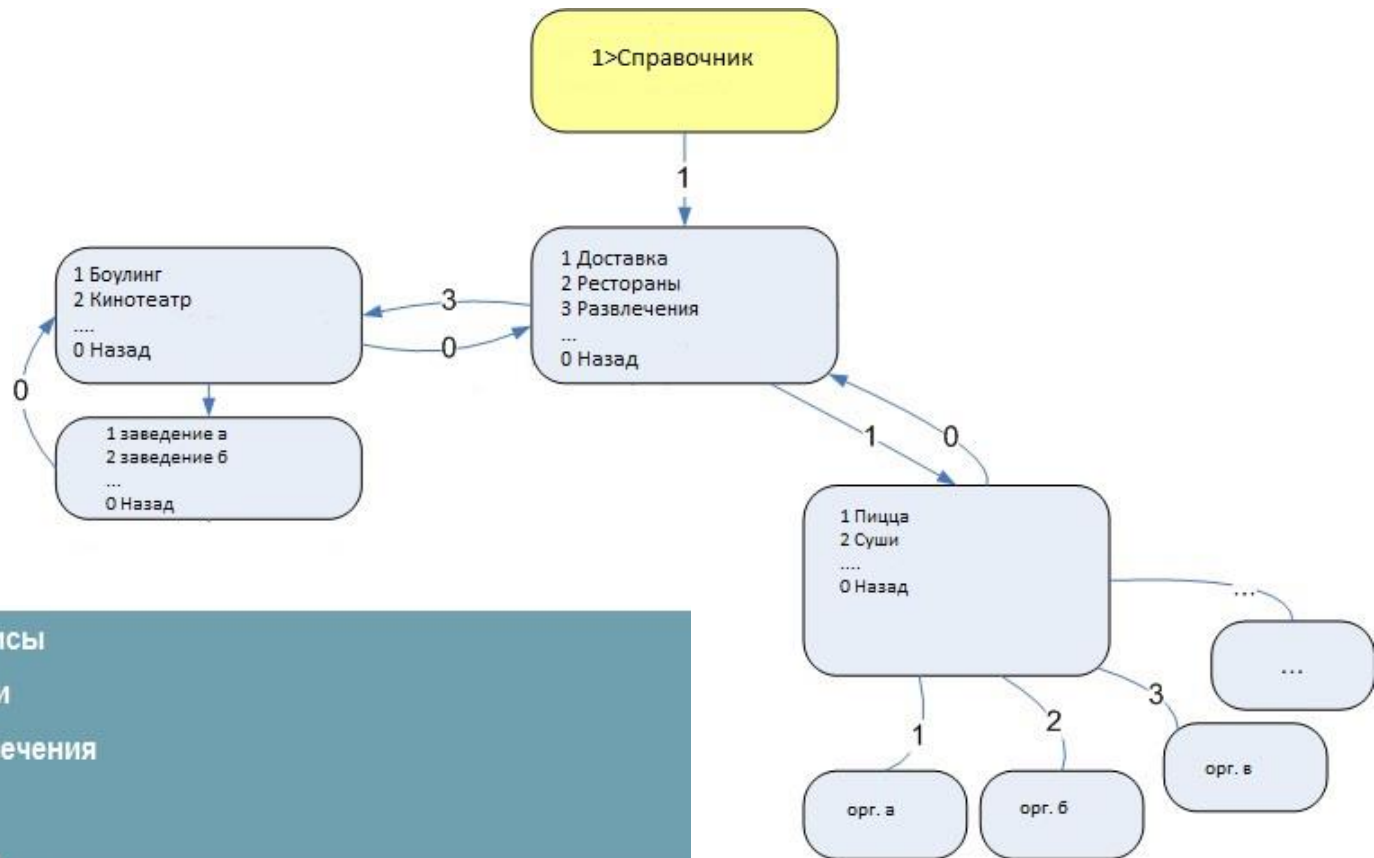 1>Справочник
1
1 Доставка
2 Рестораны
3 Развлечения
...
0 Назад
3
0
1 Боулинг
2 Кинотеатр
....
0 Назад
0
1 заведение а
2 заведение б
...
0 Назад
1
0
1 Пицца
2 Суши
....
0 Назад
1
2
3
...
орг. а
орг. б
орг. в
...